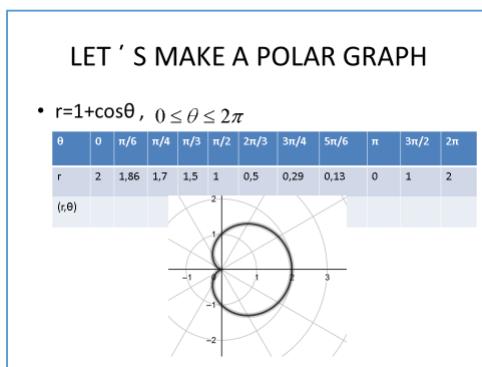 LET ‘ S MAKE A POLAR GRAPH
• r=1+cosθ , 0 ≤ θ ≤ 2π
θ 0 π/6 π/4 π/3 π/2 2π/3 3π/4 5π/6 π 3π/2 2π
r 2 1,86 1,7 1,5 1 0,5 0,29 0,13 0 1 2
(r,θ)
2
1
−1 1 2 3
−1
−2